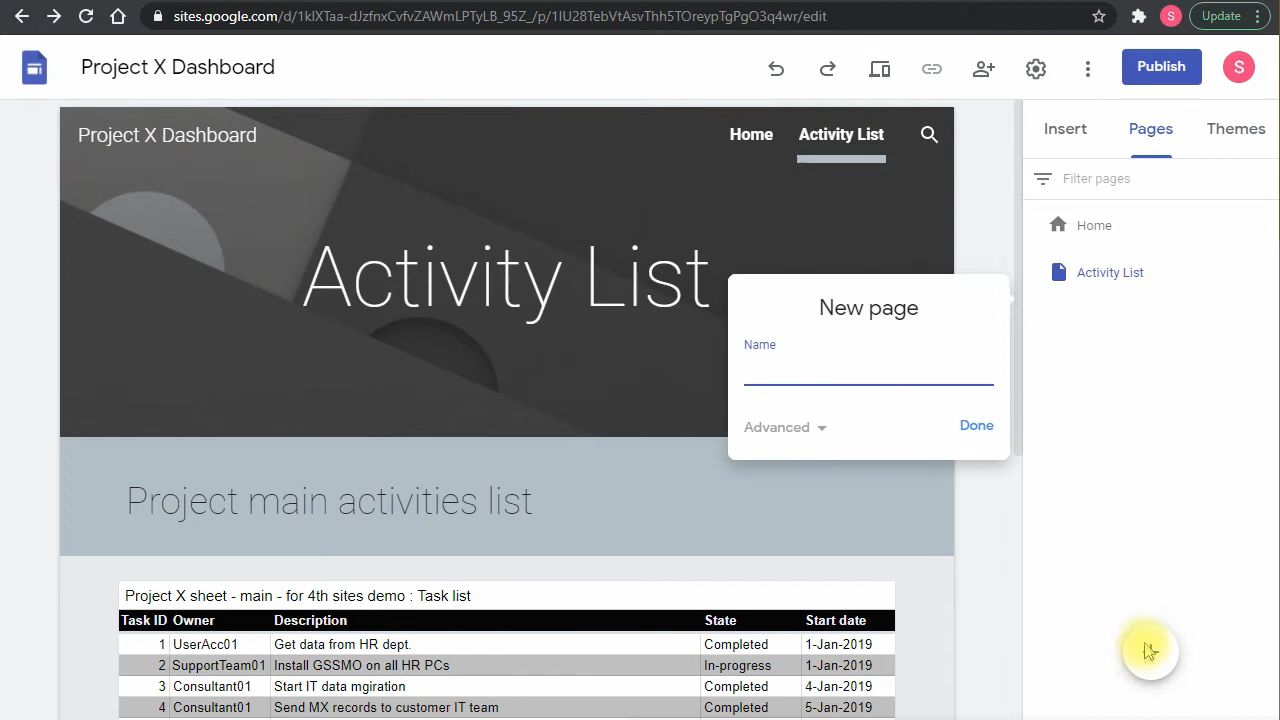 sites.google.com/d/1klXTaa-dJzfnxCvfvZAWmLPTyLB_95Z_/p/1IU28TebVtAsvThh5TOreypTgPgO3q4wr/edit
S
Update
Project X Dashboard
Publish
S
Project X Dashboard
Home
Activity List
Insert
Pages
Themes
Filter pages
Home
Activity List
Activity List
New page
Name
Advanced
Done
Project main activities list
Project X sheet - main - for 4th sites demo : Task list
Task ID Owner Description State Start date
1 UserAcc01 Get data from HR dept. Completed 1-Jan-2019
2 SupportTeam01 Install GSSMO on all HR PCs In-progress 1-Jan-2019
3 Consultant01 Start IT data mgiration Completed 4-Jan-2019
4 Consultant01 Send MX records to customer IT team Completed 5-Jan-2019